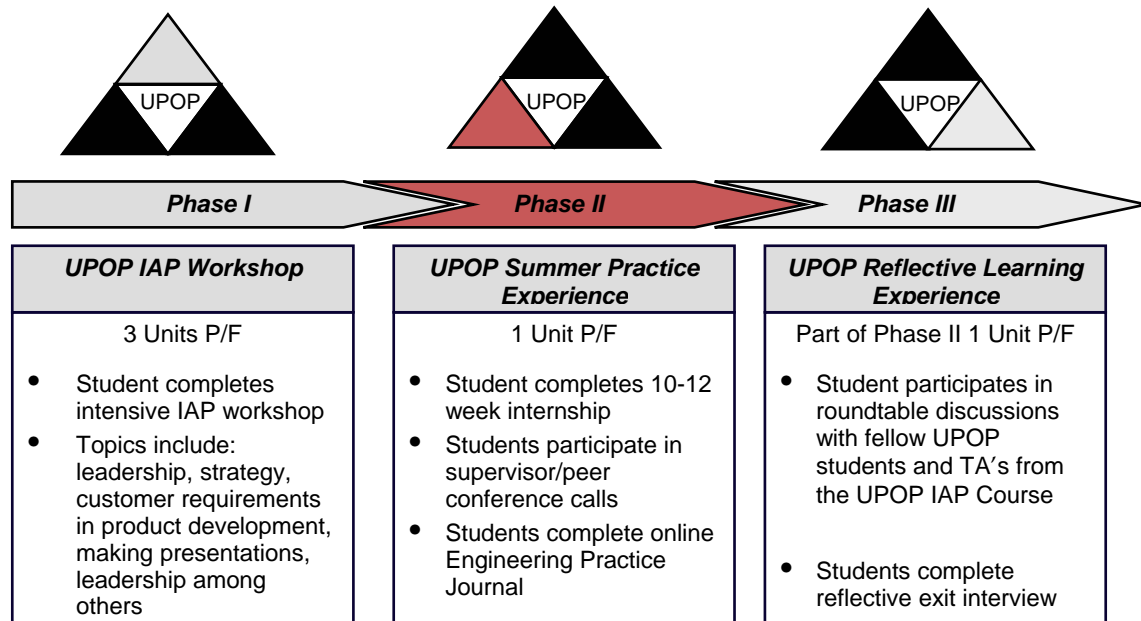 UPOP
UPOP
UPOP
Phase I
Phase II
Phase III
UPOP IAP Workshop
3 Units P/F
• Student completes
intensive IAP workshop
• Topics include:
leadership, strategy,
customer requirements
in product development,
making presentations,
leadership among
others
UPOP Summer Practice
Experience
1 Unit P/F
• Student completes 10-12
week internship
• Students participate in
supervisor/peer
conference calls
• Students complete online
Engineering Practice
Journal
UPOP Reflective Learning
Experience
Part of Phase II 1 Unit P/F
• Student participates in
roundtable discussions
with fellow UPOP
students and TA′s from
the UPOP IAP Course
• Students complete
reflective exit interview